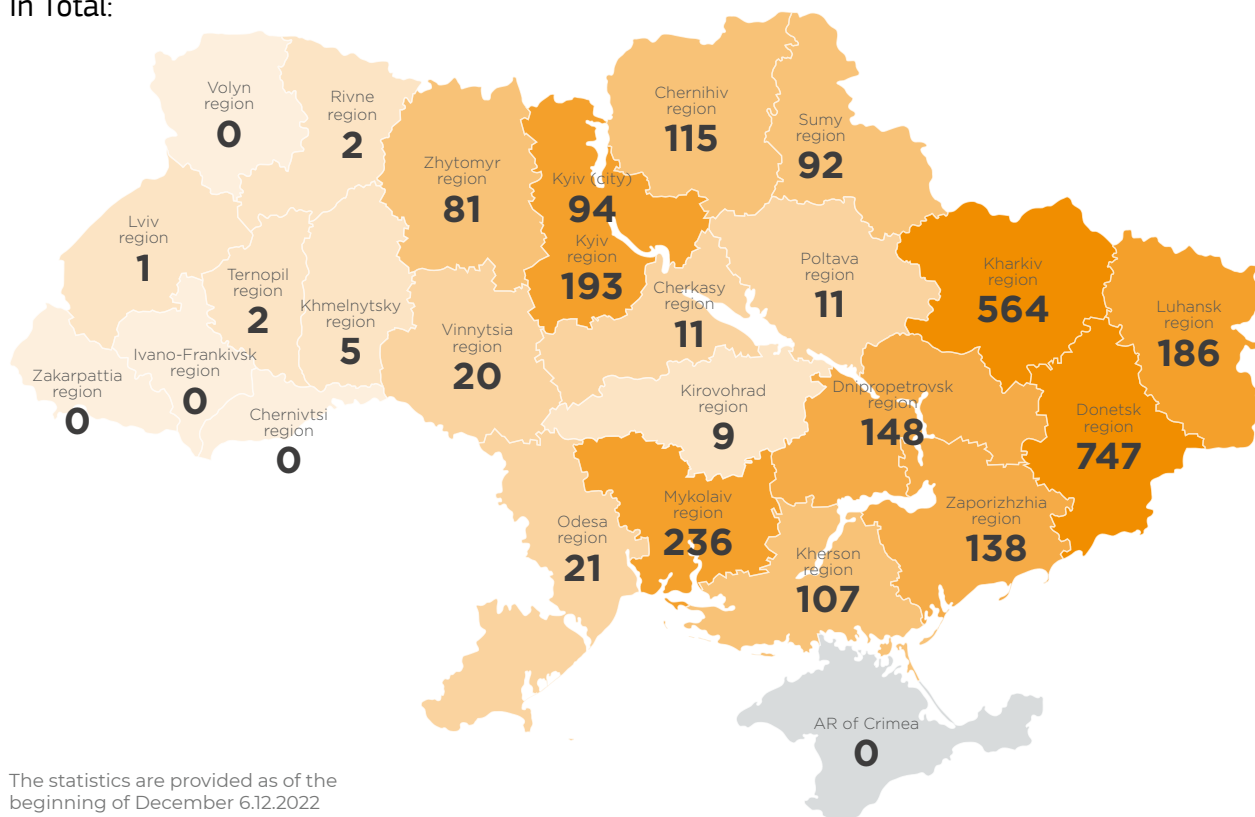 In Total:
Volyn
region
0
Rivne
region
2
Zhytomyr
region
81
Kyiv (city)
94
Kyiv
region
193
Chernihiv
region
115
Sumy
region
92
Lviv
region
1
Ternopil
region
2
Khmelnytsky
region
5
Vinnytsia
region
20
Cherkasy
region
11
Poltava
region
11
Kharkiv
region
564
Luhansk
region
186
Zakarpattia
region
0
Ivano-Frankivsk
region
0
Chernivtsi
region
0
Kirovohrad
region
9
Dnipropetrovsk
region
148
Donetsk
region
747
Odesa
region
21
Mykolaiv
region
236
Kherson
region
107
Zaporizhzhia
region
138
AR of Crimea
0
The statistics are provided as of the
beginning of December 6.12.2022